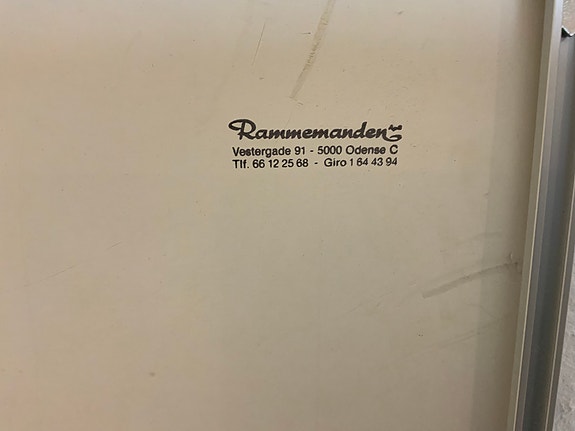 Rammemanden
Vestergade 91 - 5000 Odense C
Tlf. 66 12 25 68 - Giro 1 64 43 94